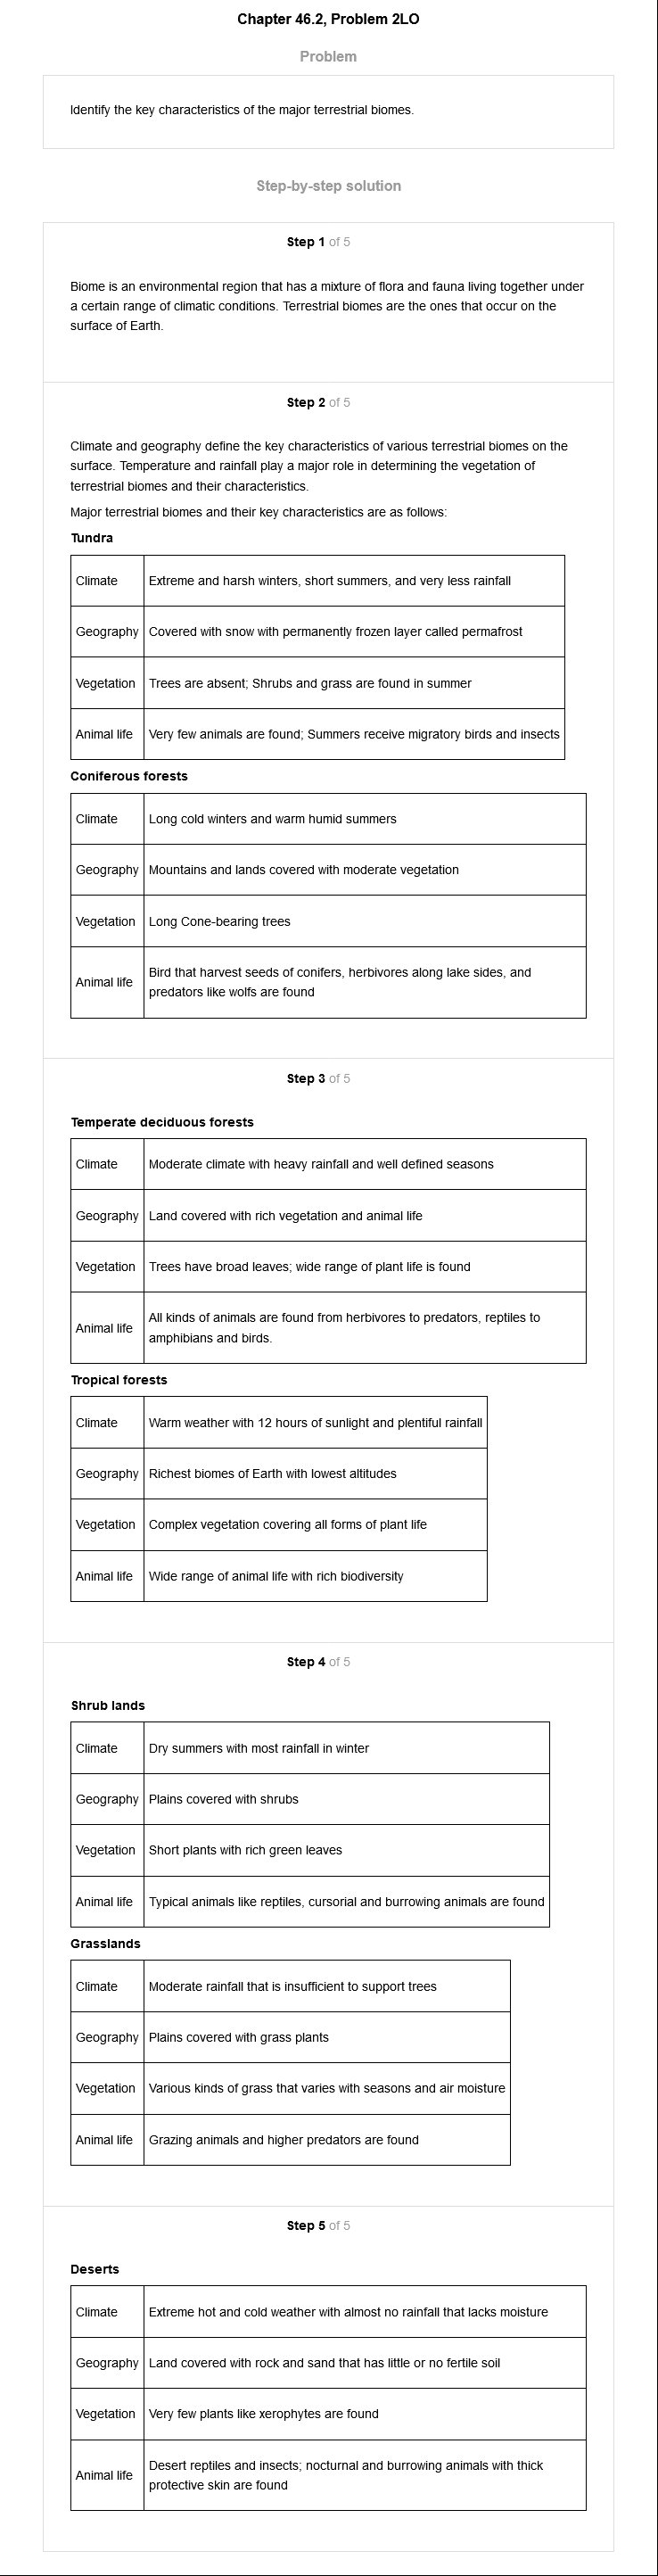 Chapter 46.2, Problem 2LO
Problem
Identify the key characteristics of the major terrestrial biomes.
Step-by-step solution
Step 1 of 5
Biome is an environmental region that has a mixture of flora and fauna living together under
a certain range of climatic conditions. Terrestrial biomes are the ones that occur on the
surface of Earth.
Step 2 of 5
Climate and geography define the key characteristics of various terrestrial biomes on the
surface. Temperature and rainfall play a major role in determining the vegetation of
terrestrial biomes and their characteristics.
Major terrestrial biomes and their key characteristics are as follows:
Tundra
Climate Extreme and harsh winters, short summers, and very less rainfall
Geography Covered with snow with permanently frozen layer called permafrost
Vegetation Trees are absent; Shrubs and grass are found in summer
Animal life Very few animals are found; Summers receive migratory birds and insects
Coniferous forests
Climate Long cold winters and warm humid summers
Geography Mountains and lands covered with moderate vegetation
Vegetation Long Cone-bearing trees
Animal life Bird that harvest seeds of conifers, herbivores along lake sides, and
predators like wolfs are found
Step 3 of 5
Temperate deciduous forests
Climate Moderate climate with heavy rainfall and well defined seasons
Geography Land covered with rich vegetation and animal life
Vegetation Trees have broad leaves; wide range of plant life is found
Animal life All kinds of animals are found from herbivores to predators, reptiles to
amphibians and birds.
Tropical forests
Climate Warm weather with 12 hours of sunlight and plentiful rainfall
Geography Richest biomes of Earth with lowest altitudes
Vegetation Complex vegetation covering all forms of plant life
Animal life Wide range of animal life with rich biodiversity
Step 4 of 5
Shrub lands
Climate Dry summers with most rainfall in winter
Geography Plains covered with shrubs
Vegetation Short plants with rich green leaves
Animal life Typical animals like reptiles, cursorial and burrowing animals are found
Grasslands
Climate Moderate rainfall that is insufficient to support trees
Geography Plains covered with grass plants
Vegetation Various kinds of grass that varies with seasons and air moisture
Animal life Grazing animals and higher predators are found
Step 5 of 5
Deserts
Climate Extreme hot and cold weather with almost no rainfall that lacks moisture
Geography Land covered with rock and sand that has little or no fertile soil
Vegetation Very few plants like xerophytes are found
Animal life Desert reptiles and insects; nocturnal and burrowing animals with thick
protective skin are found